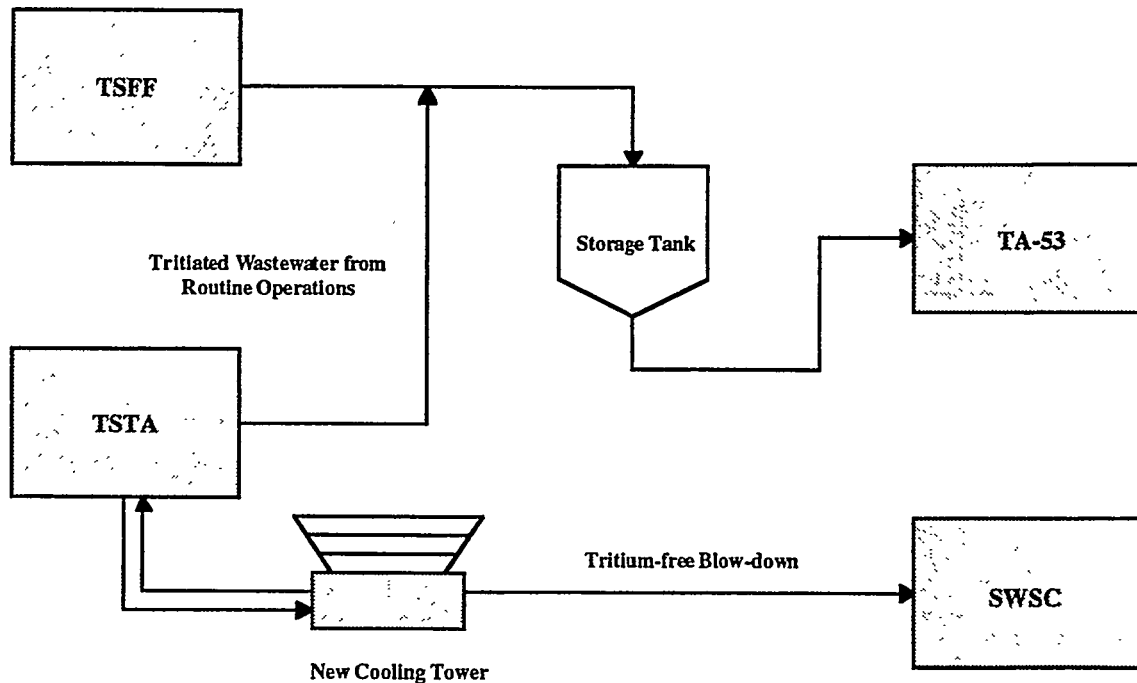 TSFF
Storage Tank
TA-53
Tritiated Wastewater from
Routine Operations
TSTA
Tritium-free Blow-down
SWSC
New Cooling Tower